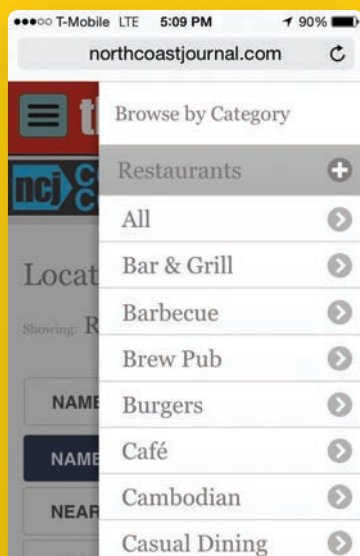 T-Mobile LTE 5:09 PM 90%
northcoastjournal.com
Browse by Category
Restaurants
ncj
All
Locat
Bar & Grill
Showing: R
Barbecue
Brew Pub
NAME
Burgers
NAME
Café
NEAR
Cambodian
Casual Dining